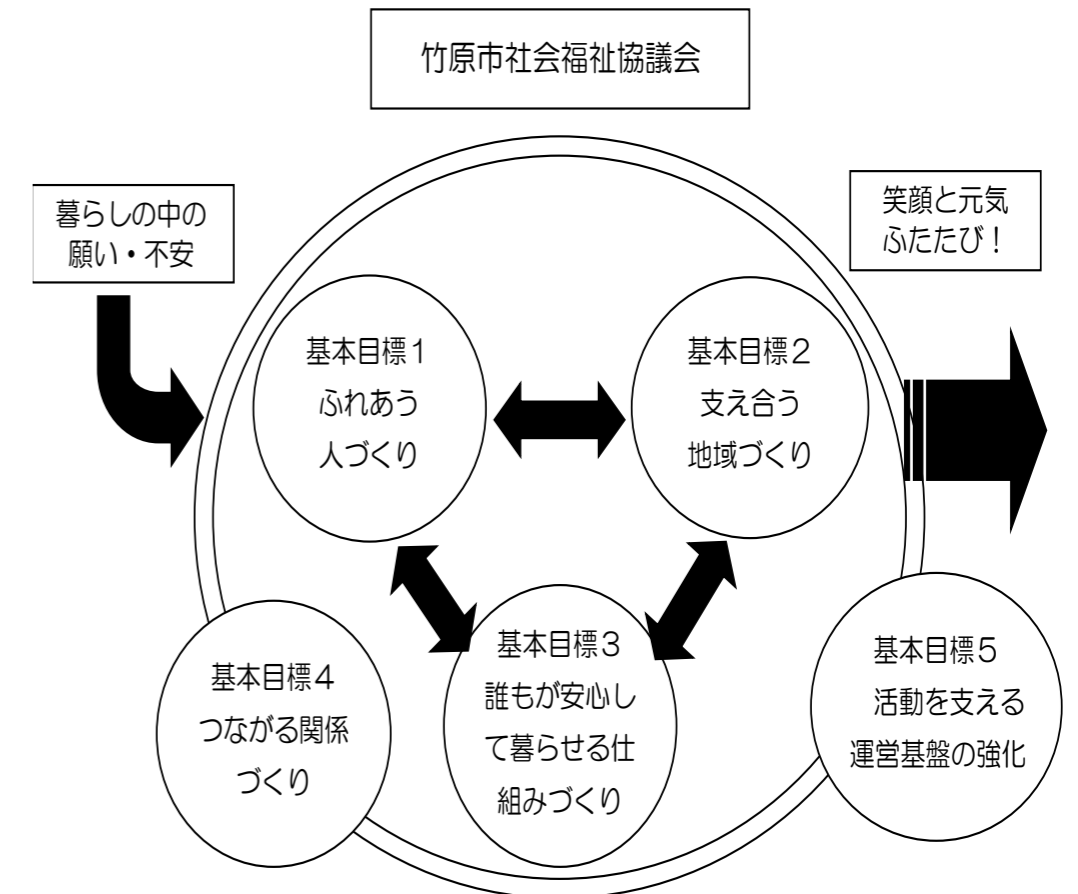 竹原市社会福祉協議会
暮らしの中の
願い・不安
笑顔と元気
ふたたび！
基本目標１
ふれあう
人づくり
基本目標２
支え合う
地域づくり
基本目標３
誰もが安心し
て暮らせる仕
組みづくり
基本目標４
つながる関係
づくり
基本目標５
活動を支える
運営基盤の強化